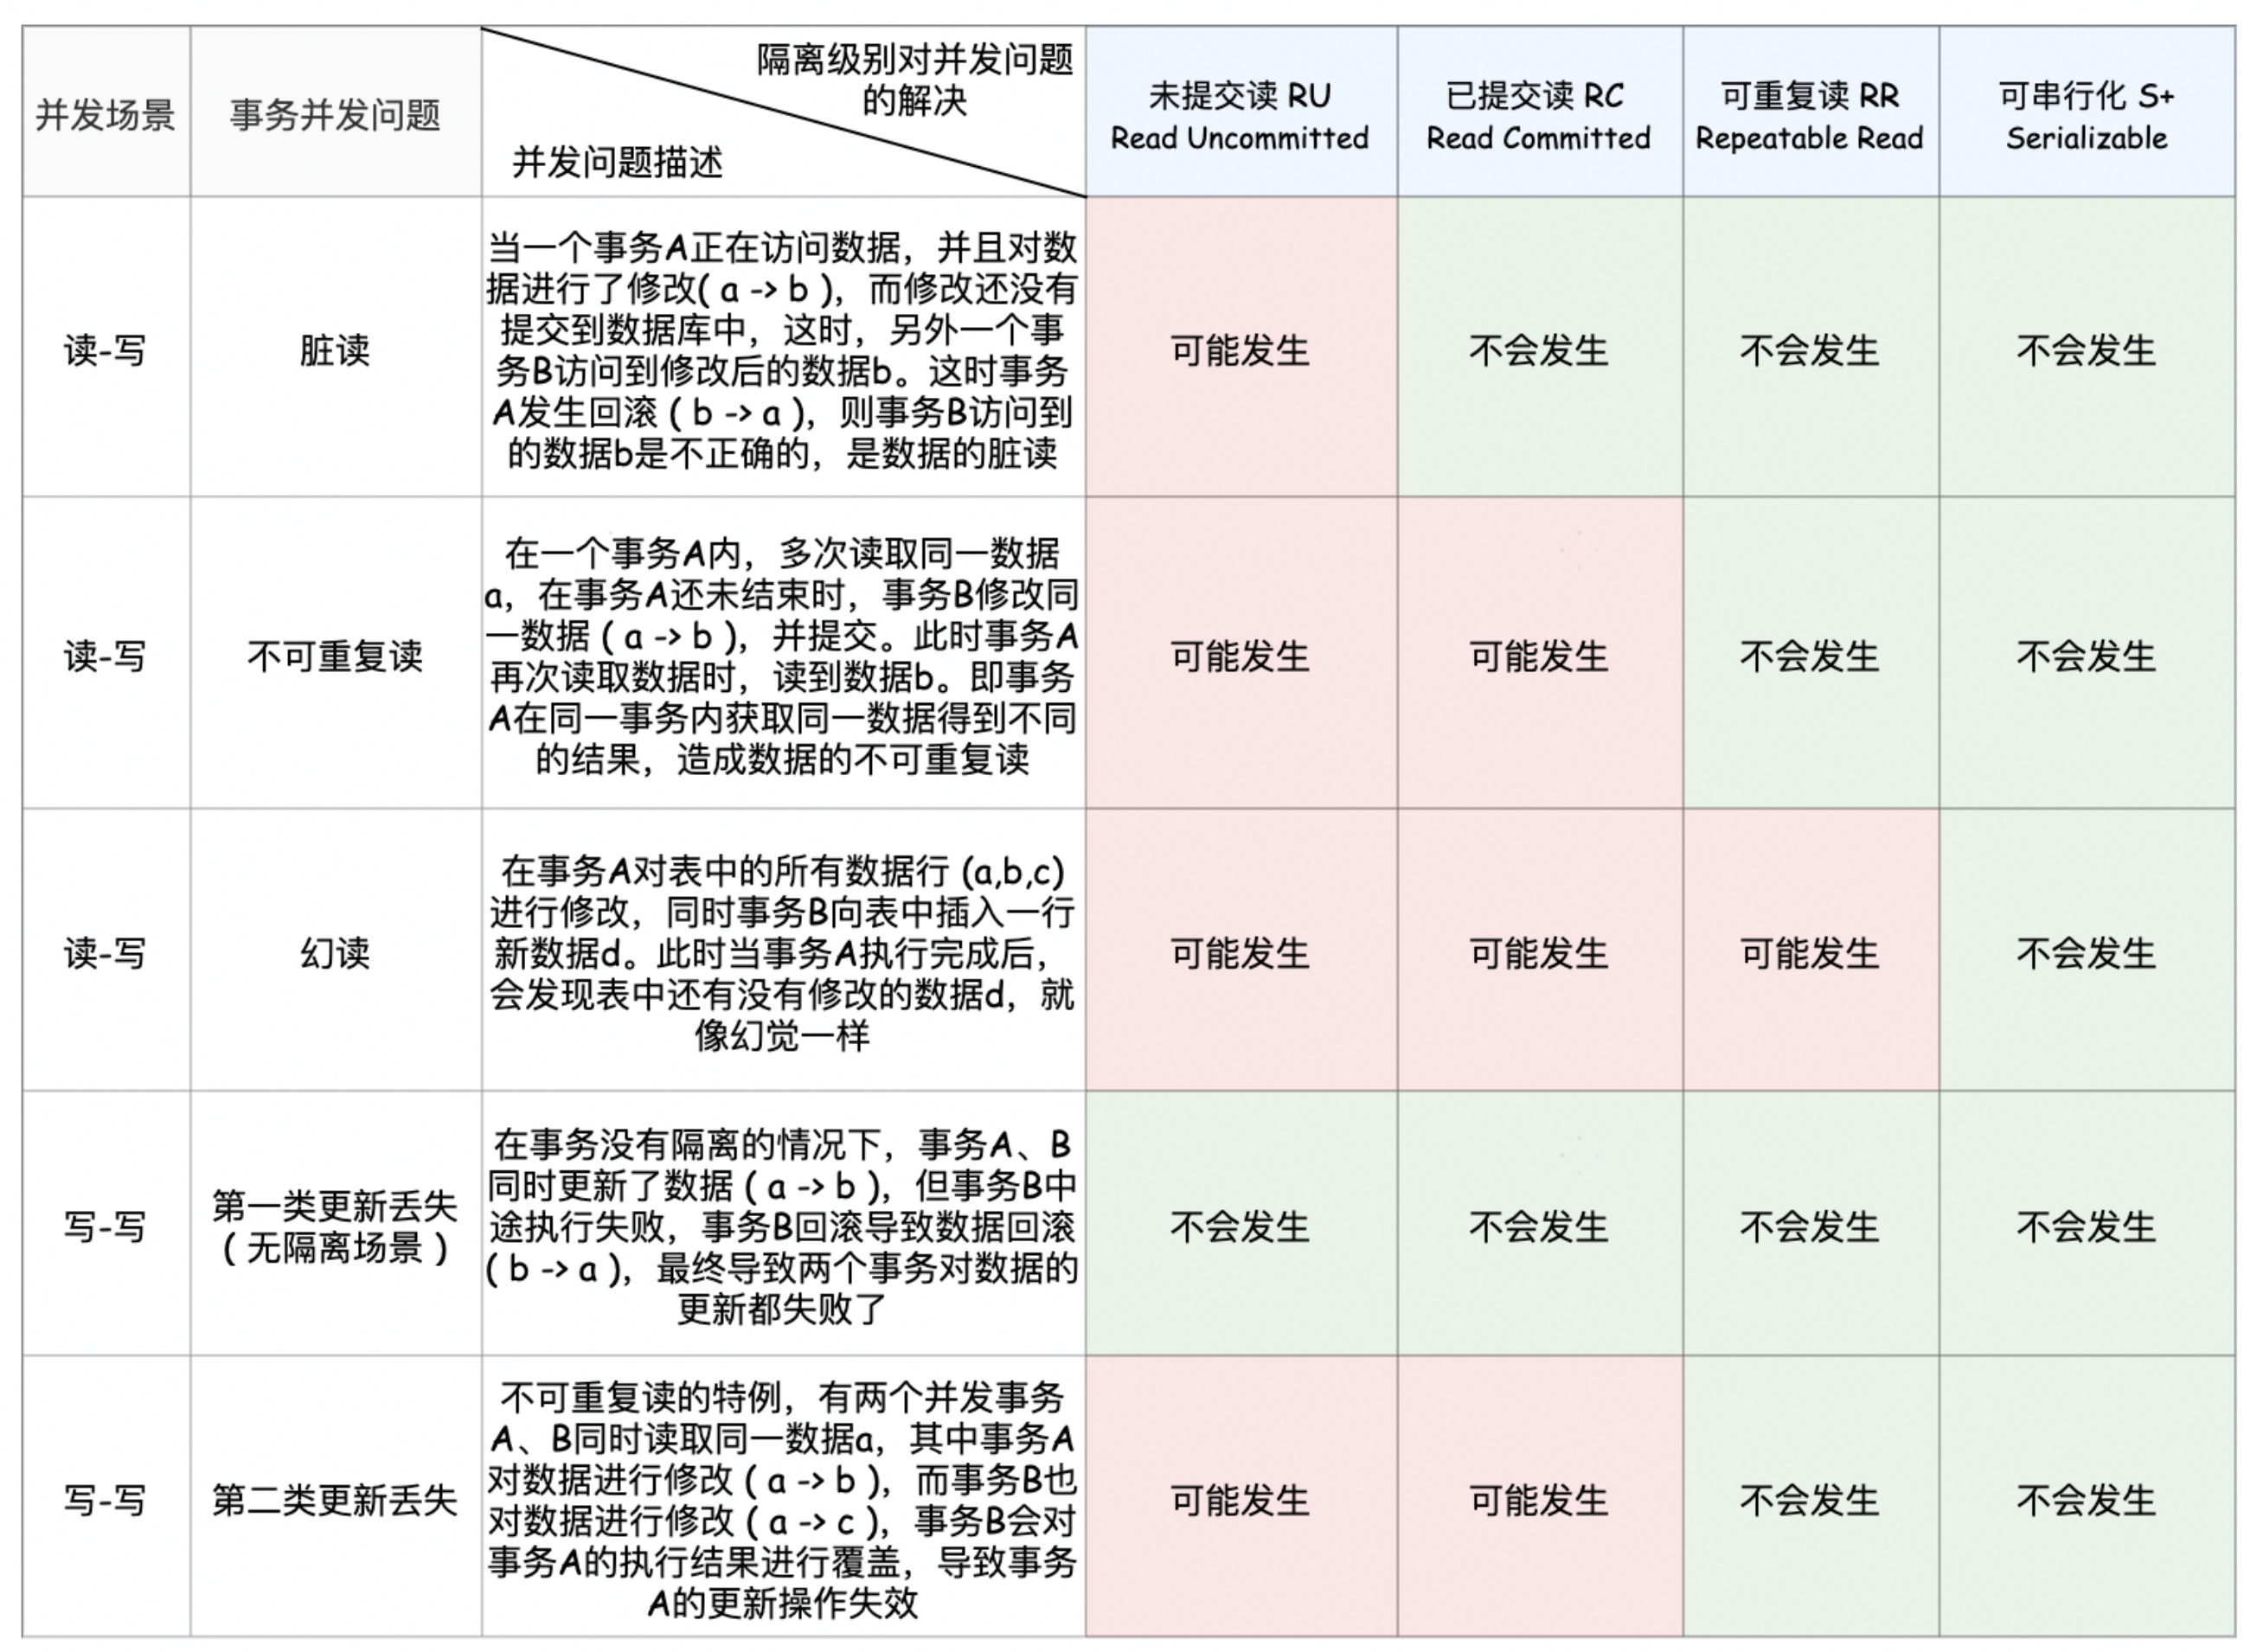 并发场景
事务并发问题
隔离级别对并发问题
的解决
并发问题描述
未提交读 RU
Read Uncommitted
已提交读 RC
Read Committed
可重复读 RR
Repeatable Read
可串行化 S+
Serializable
读-写
脏读
当一个事务A正在访问数据，并且对数
据进行了修改( a -> b )，而修改还没有
提交到数据库中，这时，另外一个事
务B访问到修改后的数据b。这时事务
A发生回滚 ( b -> a )，则事务B访问到
的数据b是不正确的，是数据的脏读
可能发生
不会发生
不会发生
不会发生
读-写
不可重复读
在一个事务A内，多次读取同一数据
a，在事务A还未结束时，事务B修改同
一数据 ( a -> b )，并提交。此时事务A
再次读取数据时，读到数据b。即事务
A在同一事务内获取同一数据得到不同
的结果，造成数据的不可重复读
可能发生
可能发生
不会发生
不会发生
读-写
幻读
在事务A对表中的所有数据行 (a,b,c)
进行修改，同时事务B向表中插入一行
新数据d。此时当事务A执行完成后，
会发现表中还有没有修改的数据d，就
像幻觉一样
可能发生
可能发生
可能发生
不会发生
写-写
第一类更新丢失
( 无隔离场景 )
在事务没有隔离的情况下，事务A、B
同时更新了数据 ( a -> b )，但事务B中
途执行失败，事务B回滚导致数据回滚
( b -> a )，最终导致两个事务对数据的
更新都失败了
不会发生
不会发生
不会发生
不会发生
写-写
第二类更新丢失
不可重复读的特例，有两个并发事务
A、B同时读取同一数据a，其中事务A
对数据进行修改 ( a -> b )，而事务B也
对数据进行修改 ( a -> c )，事务B会对
事务A的执行结果进行覆盖，导致事务
A的更新操作失效
可能发生
可能发生
不会发生
不会发生